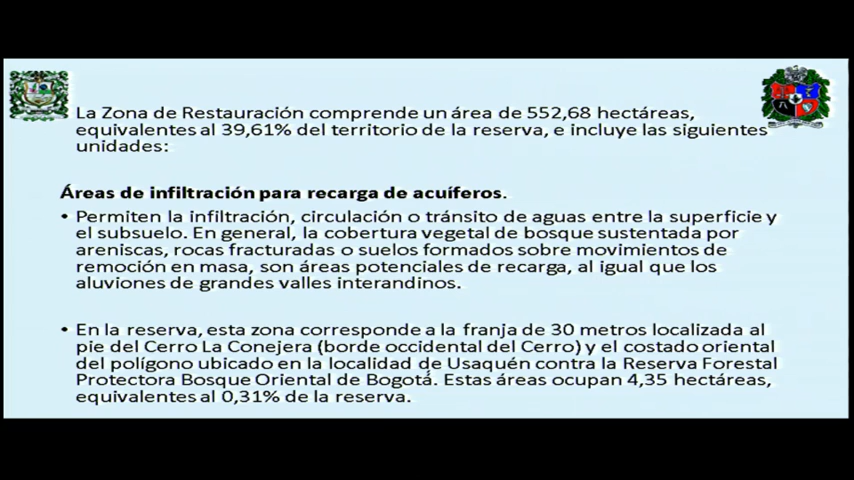 La Zona de Restauración comprende un área de 552,68 hectáreas,
equivalentes al 39,61% del territorio de la reserva, e incluye las siguientes
unidades:
Áreas de infiltración para recarga de acuíferos.
• Permiten la infiltración, circulación o tránsito de aguas entre la superficie y
el subsuelo. En general, la cobertura vegetal de bosque sustentada por
areniscas, rocas fracturadas o suelos formados sobre movimientos de
remoción en masa, son áreas potenciales de recarga, al igual que los
aluviones de grandes valles interandinos.
• En la reserva, esta zona corresponde a la franja de 30 metros localizada al
pie del Cerro La Conejera (borde occidental del Cerro) y el costado oriental
del polígono ubicado en la localidad de Usaquén contra la Reserva Forestal
Protectora Bosque Oriental de Bogotá. Estas áreas ocupan 4,35 hectáreas,
equivalentes al 0,31% de la reserva.